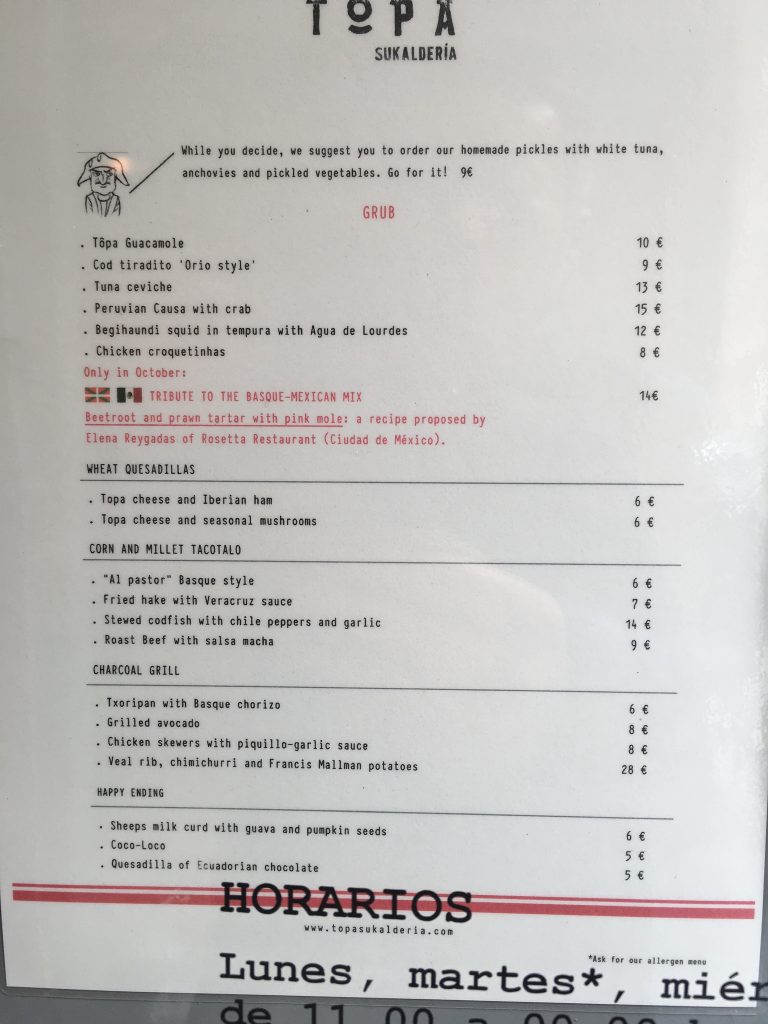 TOPA
SUKALDERÍA
While you decide, we suggest you to order our homemade pickles with white tuna,
anchovies and pickled vegetables. Go for it! 9€
GRUB
. Tôpa Guacamole 10 €
. Cod tiradito 'Orio style' 9 €
. Tuna ceviche 13 €
. Peruvian Causa with crab 15 €
. Begihaundi squid in tempura with Agua de Lourdes 12 €
. Chicken croquetinhas 8 €
Only in October:
TRIBUTE TO THE BASQUE-MEXICAN MIX 14€
Beetroot and prawn tartar with pink mole: a recipe proposed by
Elena Reygadas of Rosetta Restaurant (Ciudad de México).
WHEAT QUESADILLAS
. Topa cheese and Iberian ham 6 €
. Topa cheese and seasonal mushrooms 6 €
CORN AND MILLET TACOTALO
. "Al pastor" Basque style 6 €
. Fried hake with Veracruz sauce 7 €
. Stewed codfish with chile peppers and garlic 14 €
. Roast Beef with salsa macha 9 €
CHARCOAL GRILL
. Txoripan with Basque chorizo 6 €
. Grilled avocado 8 €
. Chicken skewers with piquillo-garlic sauce 8 €
. Veal rib, chimichurri and Francis Mallman potatoes 28 €
HAPPY ENDING
. Sheeps milk curd with guava and pumpkin seeds 6 €
. Coco-Loco 5 €
. Quesadilla of Ecuadorian chocolate 5 €
HORARIOS
www.topasukalderia.com
*Ask for our allergen menu
Lunes, martes*, miér
de 11.00 a 00.00